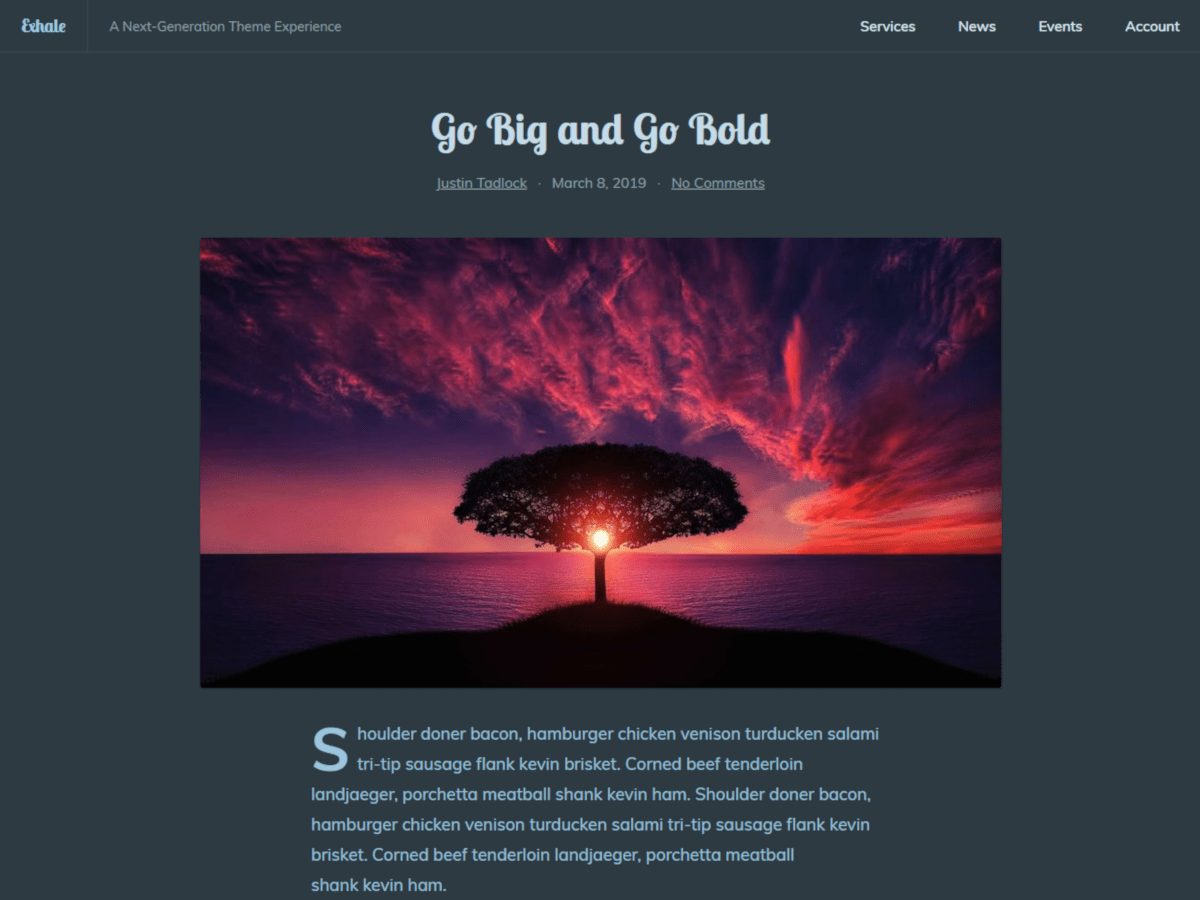 Exhale
A Next-Generation Theme Experience
Services
News
Events
Account
Go Big and Go Bold
Justin Tadlock · March 8, 2019 · No Comments
Shoulder doner bacon, hamburger chicken venison turducken salami
tri-tip sausage flank kevin brisket. Corned beef tenderloin
landjaeger, porchetta meatball shank kevin ham. Shoulder doner bacon,
hamburger chicken venison turducken salami tri-tip sausage flank kevin
brisket. Corned beef tenderloin landjaeger, porchetta meatball
shank kevin ham.